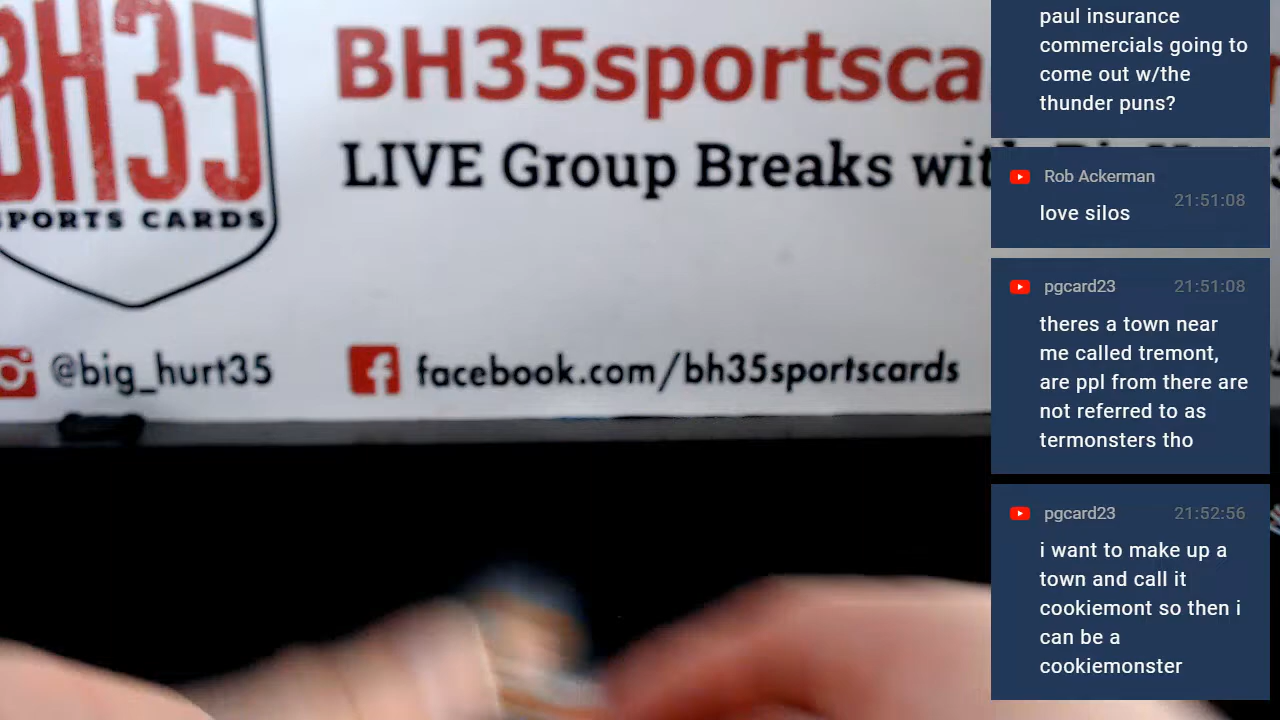 BH35
SPORTS CARDS
BH35sportsca
LIVE Group Breaks with
@big_hurt35
facebook.com/bh35sportscards
paul insurance
commercials going to
come out w/the
thunder puns?
Rob Ackerman
21:51:08
love silos
pgcard23
21:51:08
theres a town near
me called tremont,
are ppl from there are
not referred to as
termonsters tho
pgcard23
21:52:56
i want to make up a
town and call it
cookiemont so then i
can be a
cookiemonster